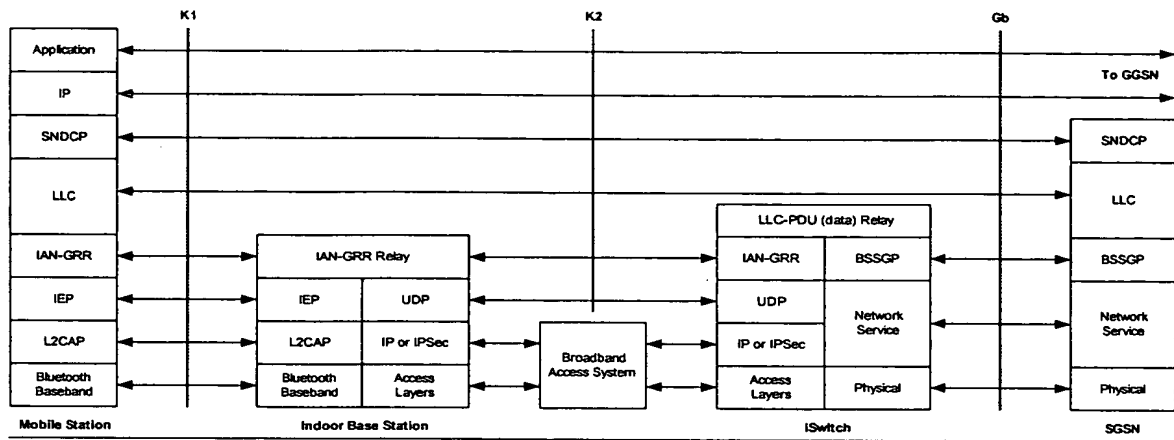 K1
K2
Gb
Application
To GGSN
IP
SNDCP
SNDCP
LLC
LLC
LLC-PDU (data) Relay
IAN-GRR
IAN-GRR Relay
IAN-GRR
BSSGP
BSSGP
IEP
IEP
UDP
UDP
Network
Service
Network
Service
L2CAP
L2CAP
IP or IPSec
Broadband
Access System
IP or IPSec
Bluetooth
Baseband
Bluetooth
Baseband
Access
Layers
Access
Layers
Physical
Physical
Mobile Station
Indoor Base Station
iSwitch
SGSN